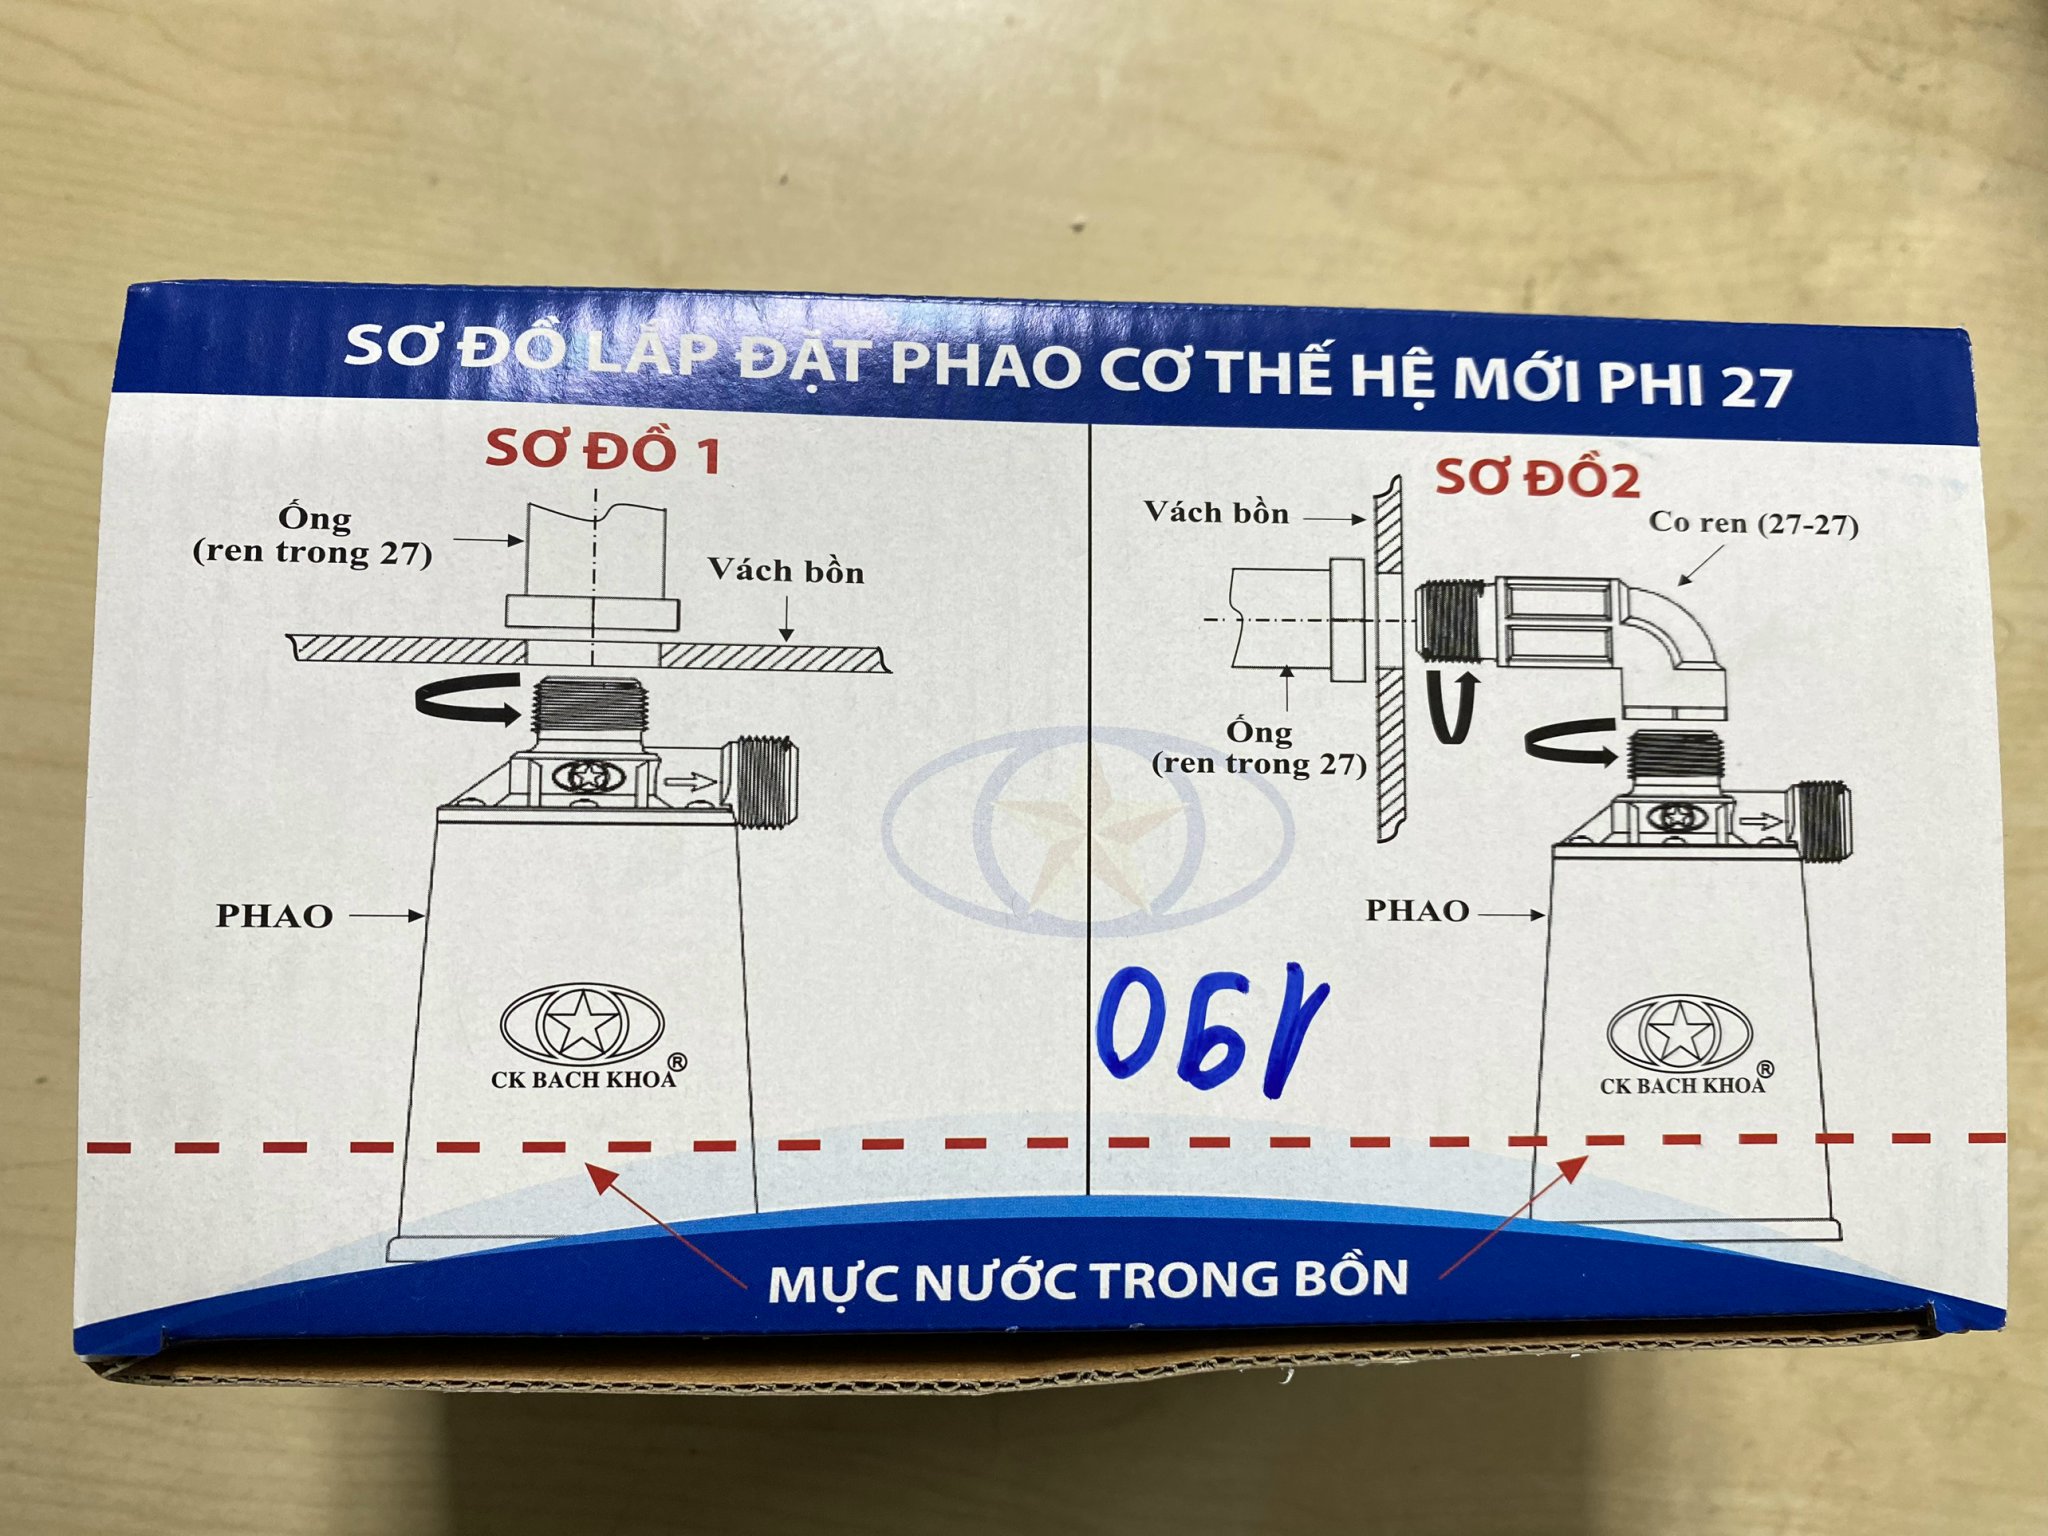 SƠ ĐỒ LẮP ĐẶT PHAO CƠ THẾ HỆ MỚI PHI 27
SƠ ĐỒ 1
Ống
(ren trong 27)
Vách bồn
PHAO
CK BACH KHOA®
SƠ ĐỒ2
Vách bồn
Co ren (27-27)
Ống
(ren trong 27)
PHAO
CK BACH KHOA®
190
MỰC NƯỚC TRONG BỒN